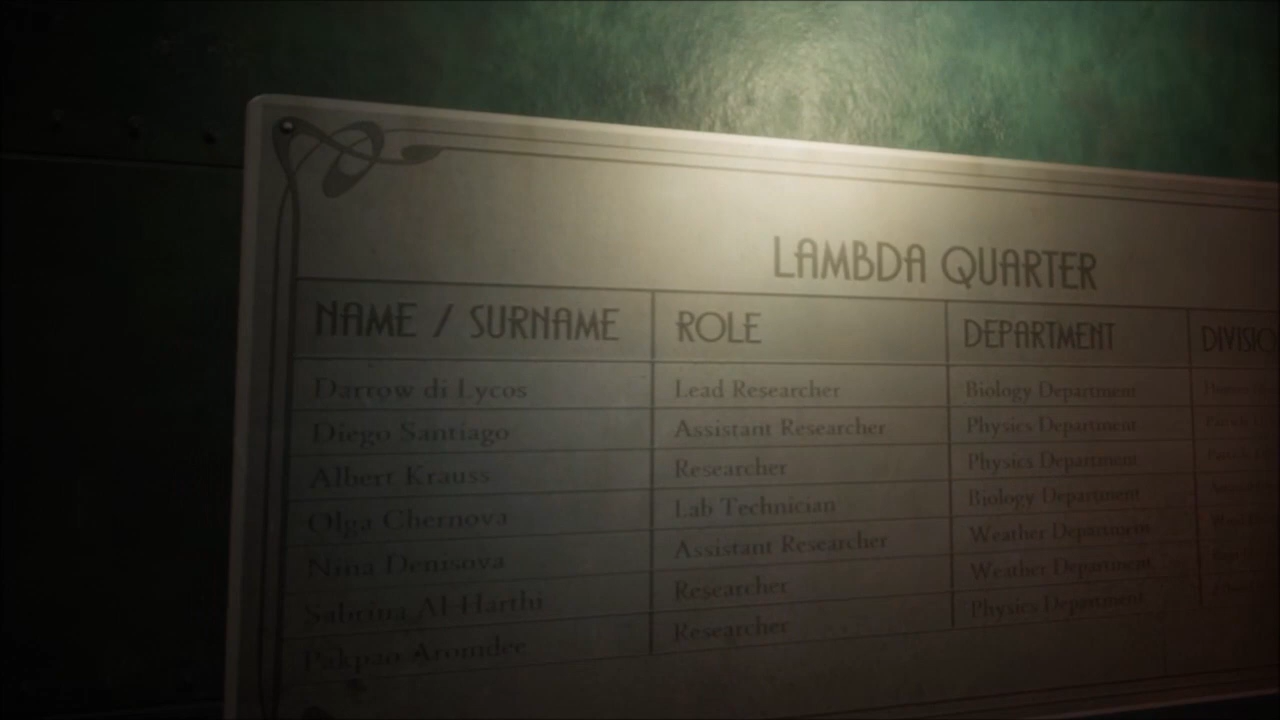 LAMBDA QUARTER
NAME / SURNAME ROLE DEPARTMENT
Darrow di Lycos Lead Researcher Biology Department
Diego Santiago Assistant Researcher Physics Department
Albert Krauss Researcher Physics Department
Olga Chernova Lab Technician Biology Department
Nina Denisova Assistant Researcher Weather Department
Sabrina Al-Harthi Researcher Weather Department
Pakpao Aromdee Researcher Physics Department